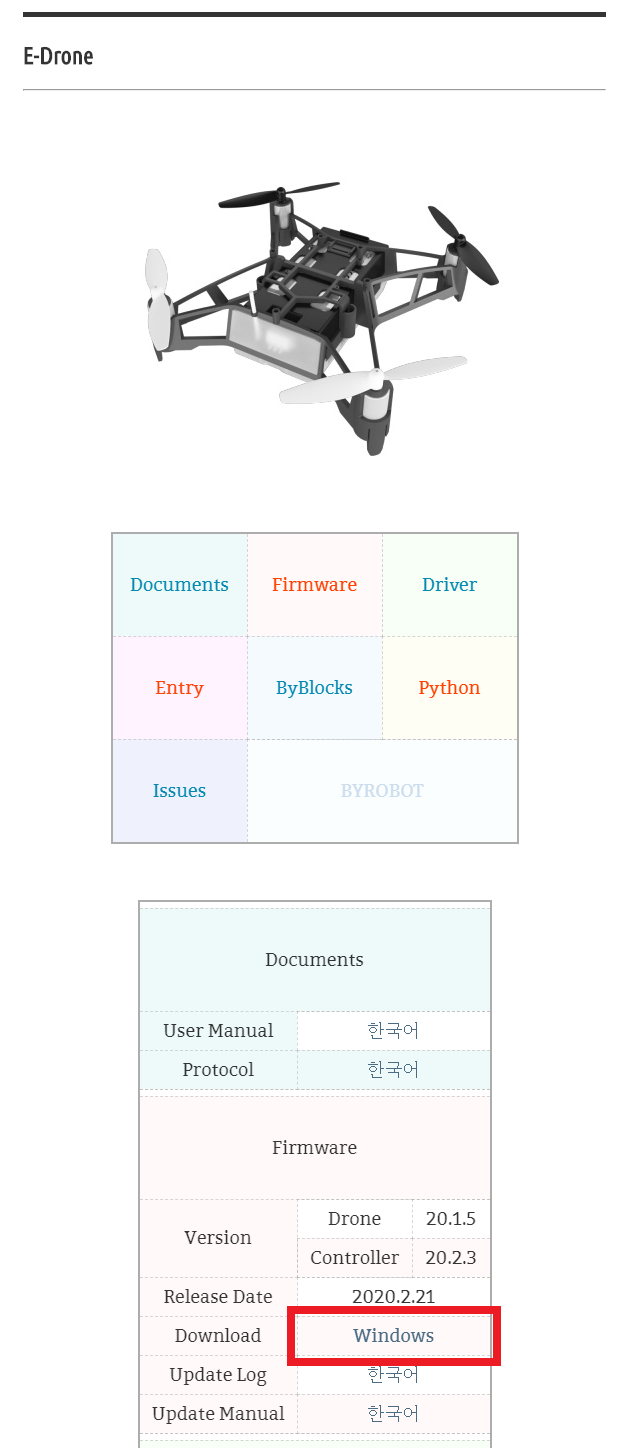 E-Drone
Documents Firmware Driver
Entry ByBlocks Python
Issues BYROBOT
Documents
User Manual 한국어
Protocol 한국어
Firmware
Version Drone 20.1.5
Controller 20.2.3
Release Date 2020.2.21
Download Windows
Update Log 한국어
Update Manual 한국어